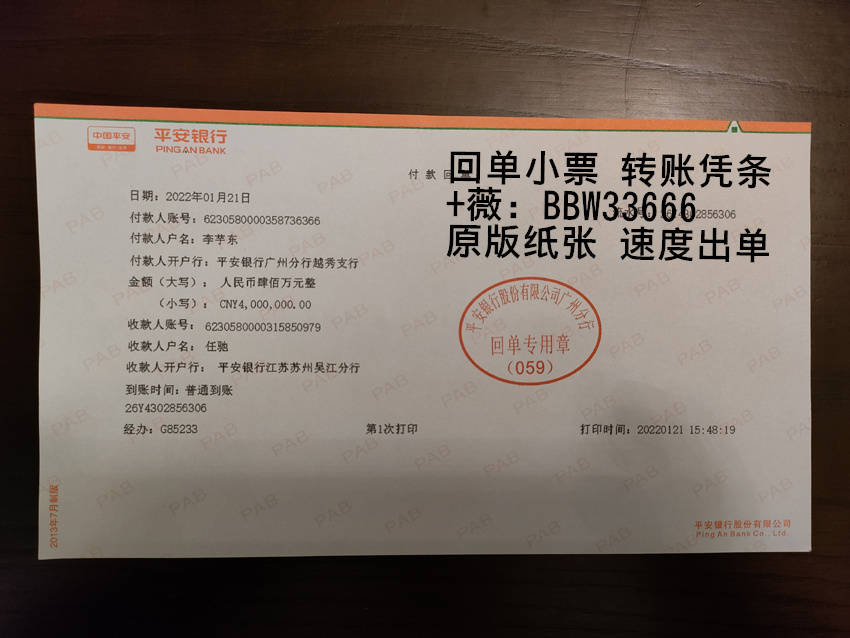 中国平安
平安银行
PING AN BANK
付 款 回
回单小票 转账凭条
+薇：BBW33666
原版纸张 速度出单
日期：2022年01月21日
付款人账号：6230580000358736366
付款人户名：李芊东
付款人开户行：平安银行广州分行越秀支行
金额（大写）：人民币肆佰万元整
（小写）：CNY4,000,000.00
收款人账号：6230580000315850979
收款人户名：任驰
收款人开户行：平安银行江苏苏州吴江分行
到账时间：普通到账
26Y4302856306
平安银行股份有限公司广州分行
回单专用章
（059）
经办：G85233
第1次打印
打印时间：20220121 15:48:19
2013年7月制版
平安银行股份有限公司
Ping An Bank Co., Ltd.